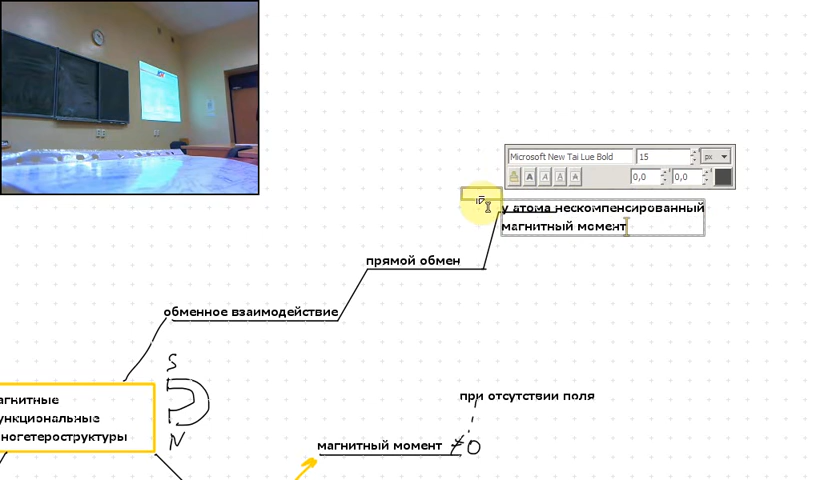 Microsoft New Tai Lue Bold 15 px
0,0 0,0
у атома нескомпенсированный
магнитный момент
прямой обмен
обменное взаимодействие
S
агнитные
ункциональные
ногетероструктуры
N
при отсутствии поля
магнитный момент ≠0